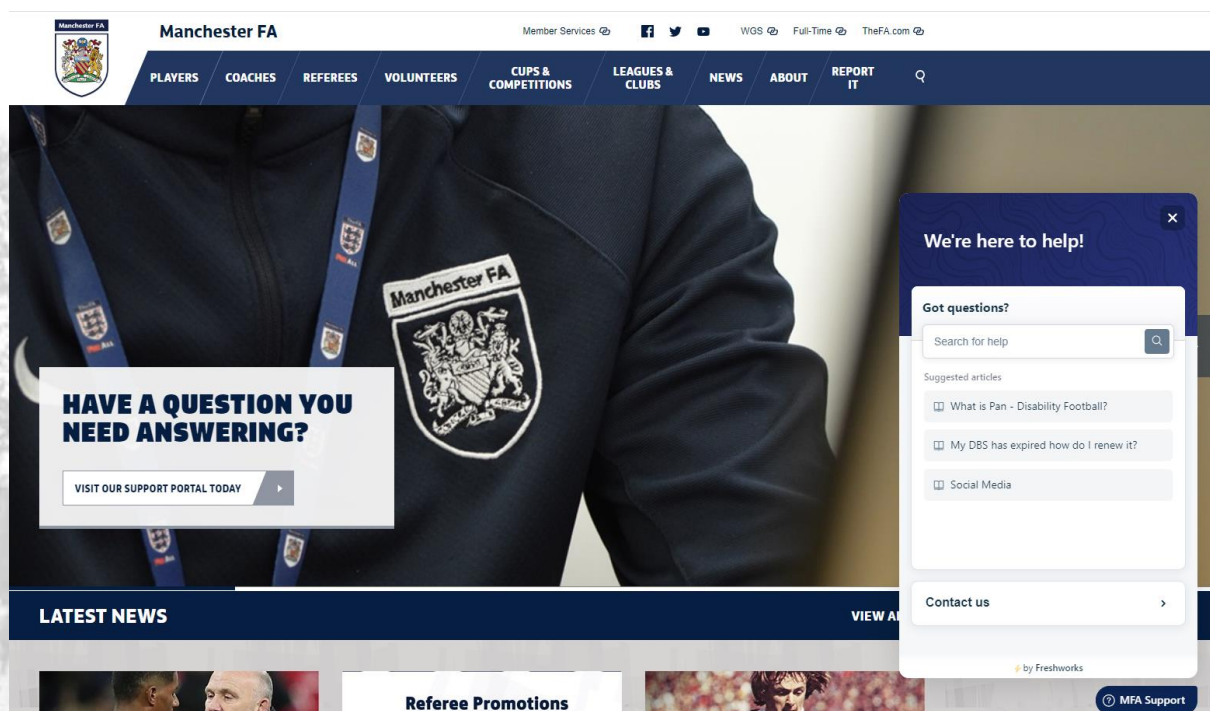 Manchester FA
Manchester FA
Member Services
WGS
Full-Time
TheFA.com
PLAYERS
COACHES
REFEREES
VOLUNTEERS
CUPS &
COMPETITIONS
LEAGUES &
CLUBS
NEWS
ABOUT
REPORT
IT
Manchester FA
HAVE A QUESTION YOU
NEED ANSWERING?
VISIT OUR SUPPORT PORTAL TODAY
We're here to help!
Got questions?
Search for help
Suggested articles
What is Pan - Disability Football?
My DBS has expired how do I renew it?
Social Media
Contact us
by Freshworks
LATEST NEWS
VIEW
Referee Promotions
MFA Support